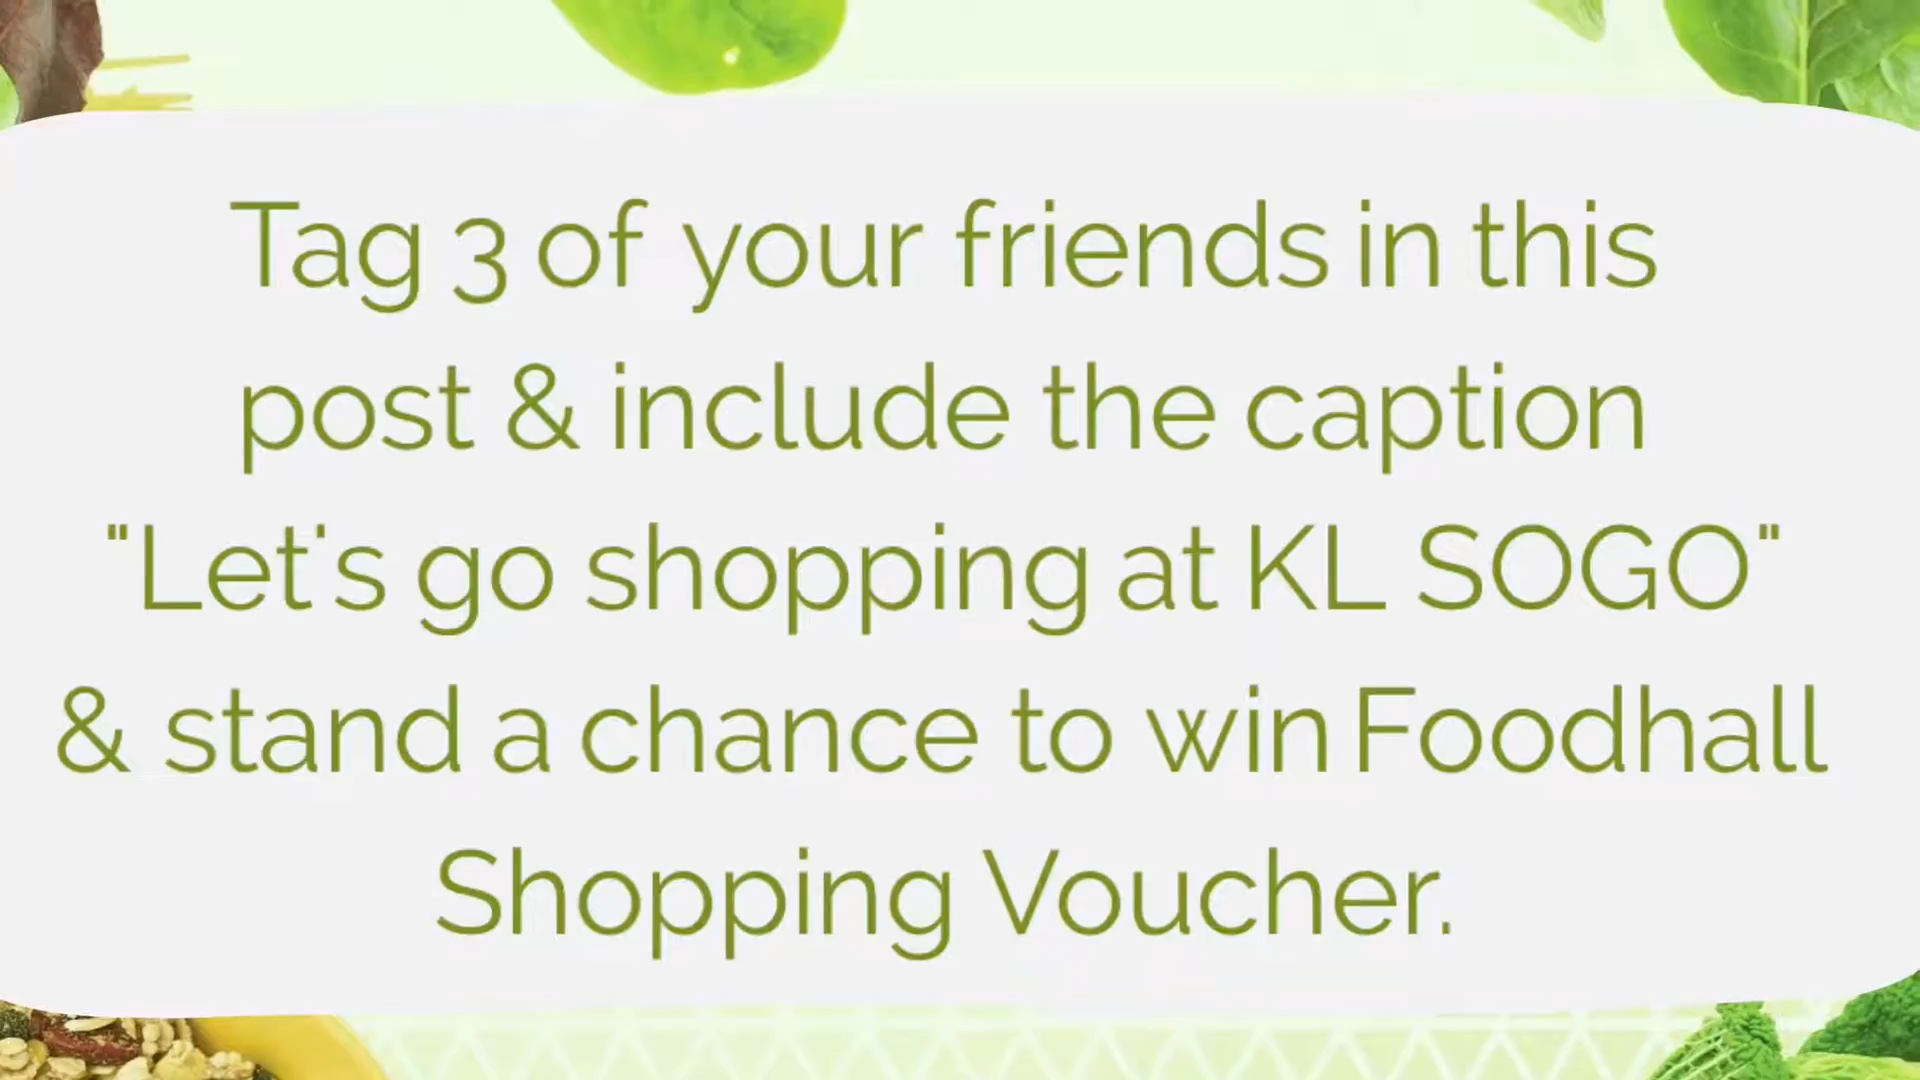 Tag 3 of your friends in this
post & include the caption
"Let's go shopping at KL SOGO"
& stand a chance to win Foodhall
Shopping Voucher.